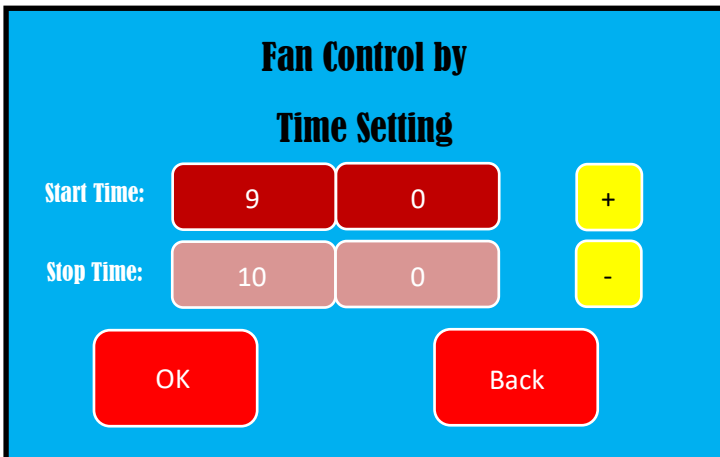 Fan Control by
Time Setting
Start Time: 9 0 +
Stop Time: 10 0 -
OK Back